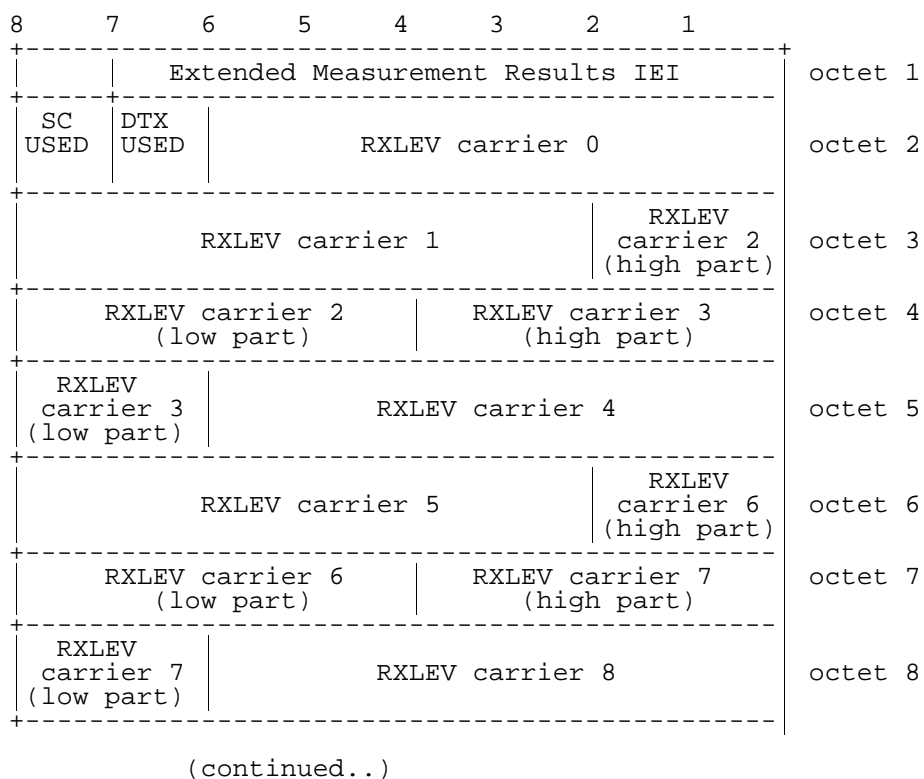 8 7 6 5 4 3 2 1
Extended Measurement Results IEI octet 1
SC DTX
USED USED RXLEV carrier 0 octet 2
RXLEV
RXLEV carrier 1 carrier 2 octet 3
(high part)
RXLEV carrier 2 RXLEV carrier 3 octet 4
(low part) (high part)
RXLEV
carrier 3 RXLEV carrier 4 octet 5
(low part)
RXLEV
RXLEV carrier 5 carrier 6 octet 6
(high part)
RXLEV carrier 6 RXLEV carrier 7 octet 7
(low part) (high part)
RXLEV
carrier 7 RXLEV carrier 8 octet 8
(low part)
(continued..)